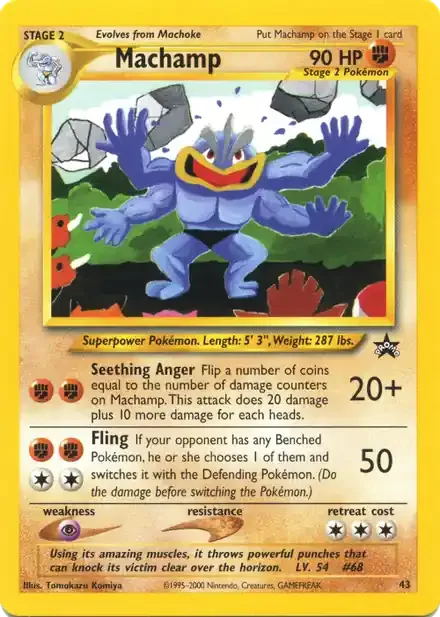 STAGE 2 Evolves from Machoke Put Machamp on the Stage 1 card
Machamp 90 HP
Stage 2 Pokémon
Superpower Pokémon. Length: 5' 3", Weight: 287 lbs.
PROMO
Seething Anger Flip a number of coins
equal to the number of damage counters
on Machamp. This attack does 20 damage
plus 10 more damage for each heads.
20+
Fling If your opponent has any Benched
Pokémon, he or she chooses 1 of them and
switches it with the Defending Pokémon. (Do
the damage before switching the Pokémon.)
50
weakness resistance retreat cost
Using its amazing muscles, it throws powerful punches that
can knock its victim clear over the horizon. LV. 54 #68
Illus. Tomokazu Komiya ©1995-2000 Nintendo, Creatures, GAMEFREAK 43